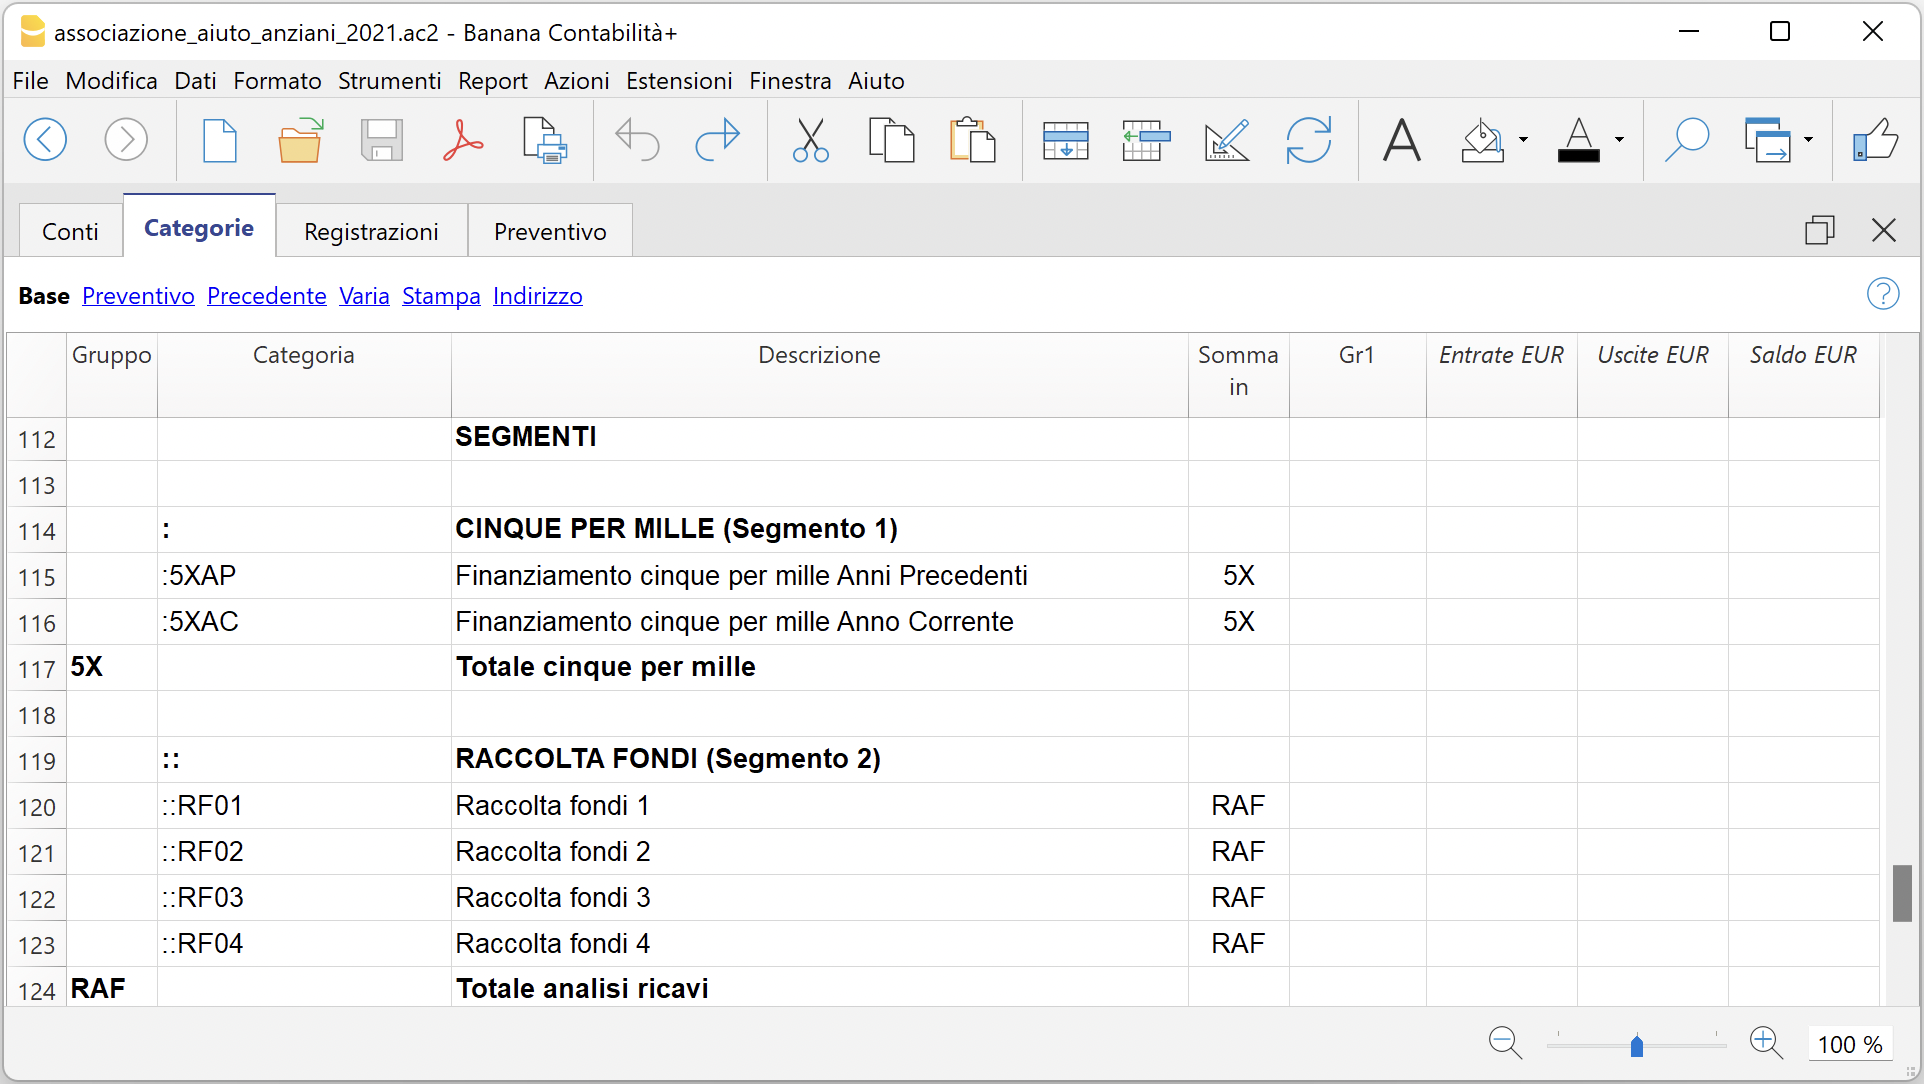 associazione_aiuto_anziani_2021.ac2 - Banana Contabilità+
File Modifica Dati Formato Strumenti Report Azioni Estensioni Finestra Aiuto
Conti Categorie Registrazioni Preventivo
Base Preventivo Precedente Varia Stampa Indirizzo
Gruppo Categoria Descrizione Somma in Gr1 Entrate EUR Uscite EUR Saldo EUR
112 SEGMENTI
113
114 : CINQUE PER MILLE (Segmento 1)
115 :5XAP Finanziamento cinque per mille Anni Precedenti 5X
116 :5XAC Finanziamento cinque per mille Anno Corrente 5X
117 5X Totale cinque per mille
118
119 :: RACCOLTA FONDI (Segmento 2)
120 ::RF01 Raccolta fondi 1 RAF
121 ::RF02 Raccolta fondi 2 RAF
122 ::RF03 Raccolta fondi 3 RAF
123 ::RF04 Raccolta fondi 4 RAF
124 RAF Totale analisi ricavi
100 %